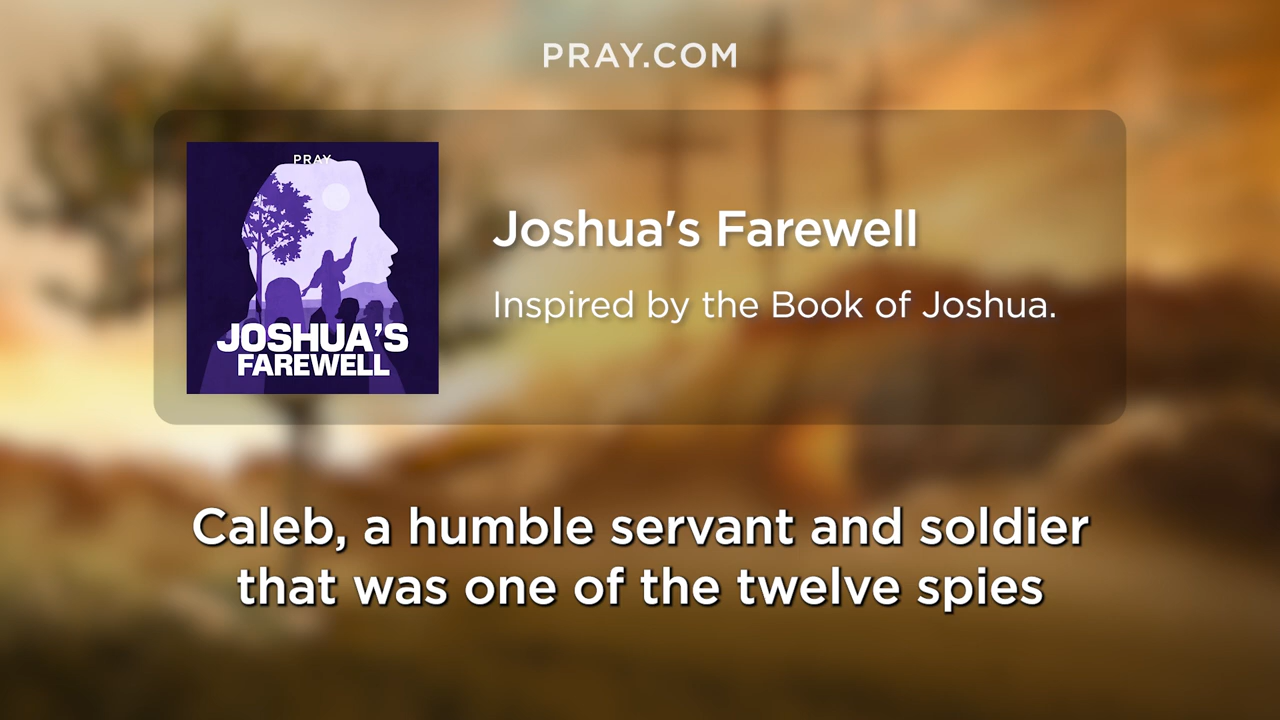 PRAY.COM
PRAY
JOSHUA'S
FAREWELL
Joshua's Farewell
Inspired by the Book of Joshua.
Caleb, a humble servant and soldier
that was one of the twelve spies